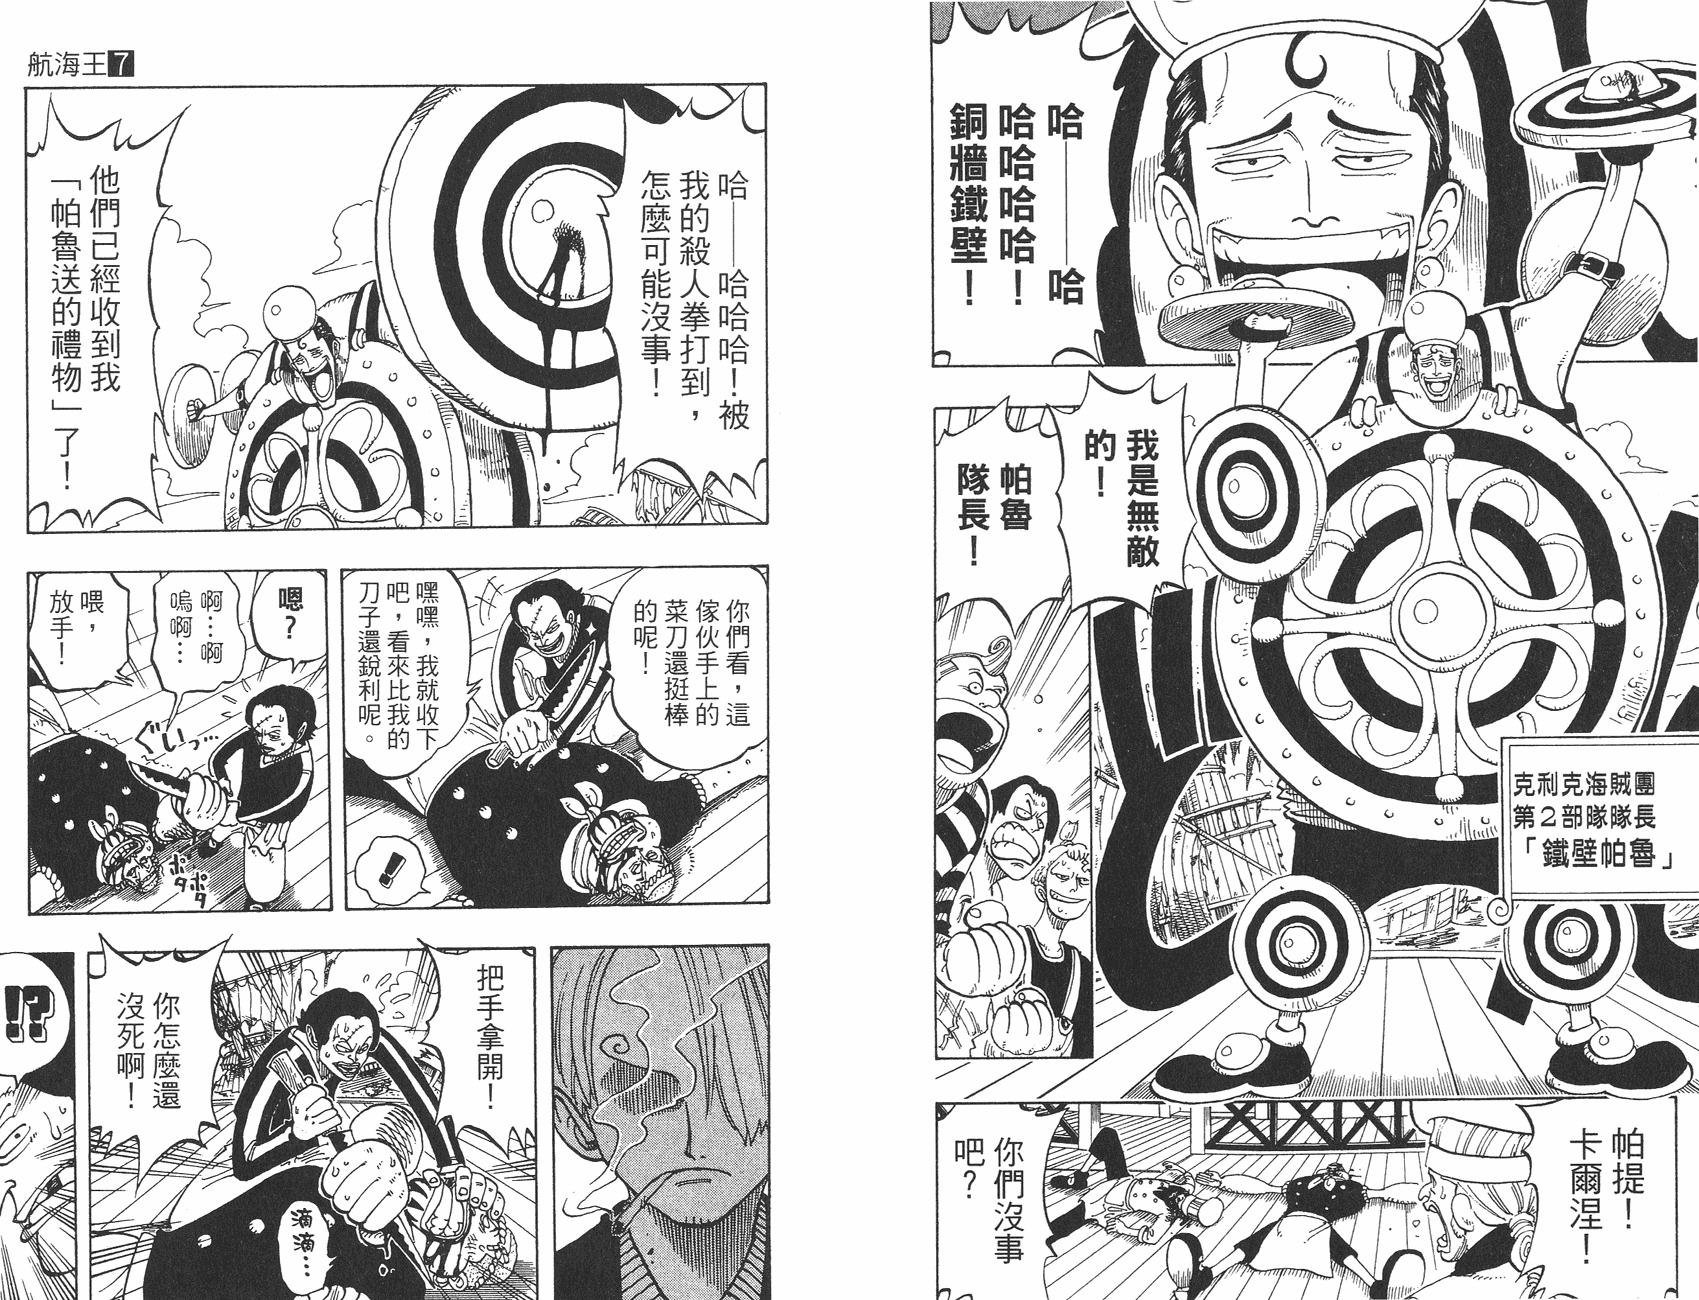 哈——哈
哈哈哈哈！
銅牆鐵壁！
我是無敵
的！
帕魯
隊長！
克利克海賊團
第2部隊隊長
「鐵壁帕魯」
帕提！
卡爾涅！
你們沒事
吧？
航海王7
哈——哈哈哈！被
我的殺人拳打到，
怎麼可能沒事！
他們已經收到我
「帕魯送的禮物」了！
你們看，這
傢伙手上的
菜刀還挺棒
的呢！
嘿嘿，我就收下
吧，看來比我的
刀子還銳利呢。
!!
嗯？
啊…啊
嗚啊…
喂，
放手！
ぐいっ…
ポタ
ポタ
把手拿開！
滴
滴…
你怎麼還
沒死啊！
!?